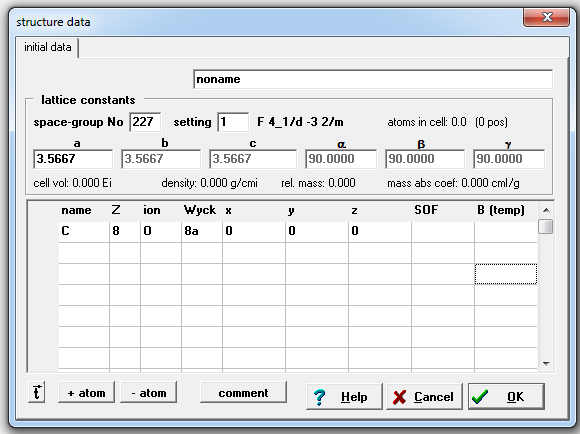 structure data
initial data
noname
lattice constants
space-group No 227 setting 1 F 4_1/d -3 2/m atoms in cell: 0.0 (0 pos)
a b c α β γ
3.5667 3.5667 3.5667 90.0000 90.0000 90.0000
cell vol: 0.000 Ei density: 0.000 g/cmi rel. mass: 0.000 mass abs coef: 0.000 cml/g
name Z ion Wyck x y z SOF B (temp)
C 8 O 8a 0 0 0
t + atom - atom comment ? Help Cancel OK